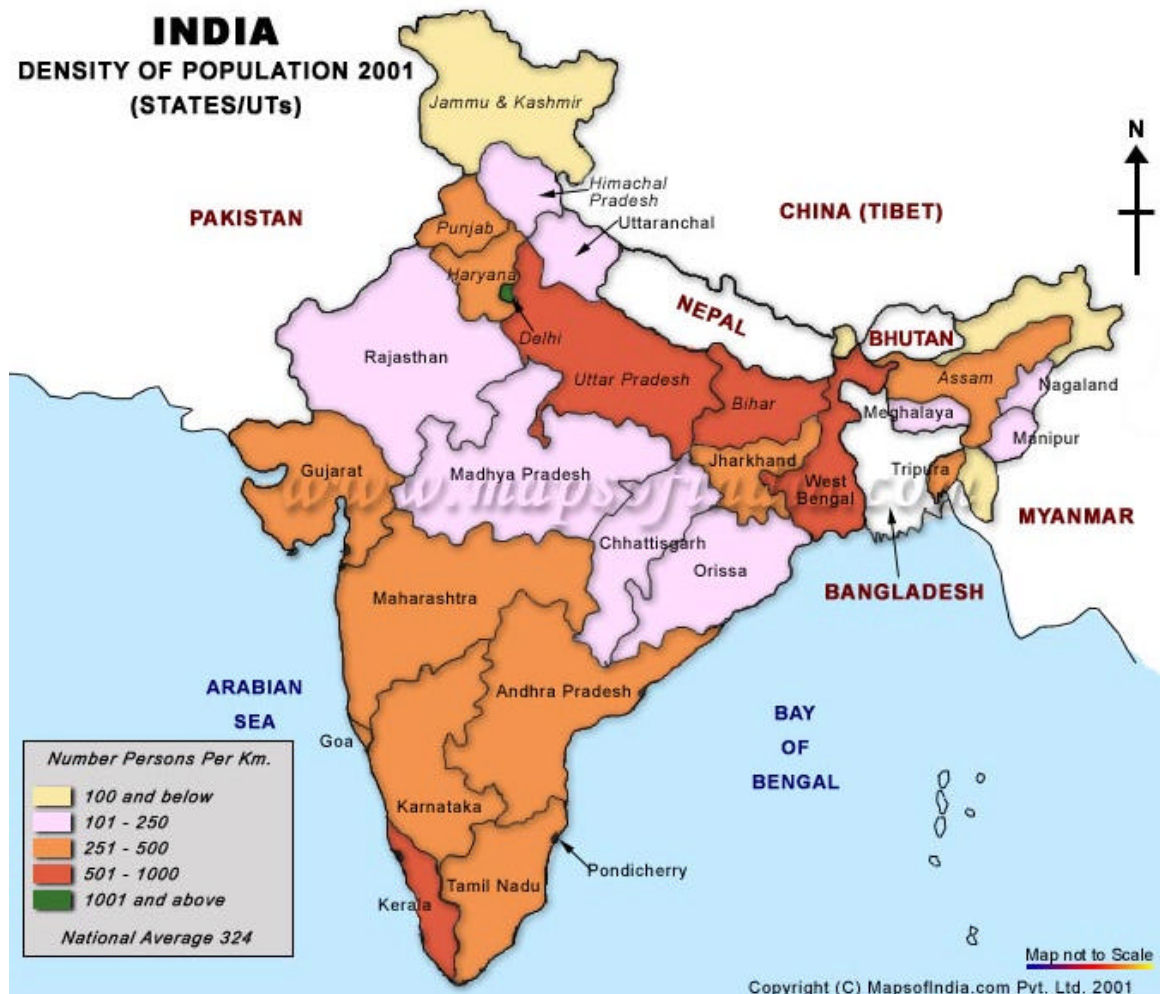 INDIA
DENSITY OF POPULATION 2001
(STATES/UTs)
Jammu & Kashmir
N
Himachal
Pradesh
PAKISTAN
CHINA (TIBET)
Uttaranchal
Punjab
Haryana
NEPAL
BHUTAN
Delhi
Rajasthan
Uttar Pradesh
Bihar
Assam
Nagaland
Meghalaya
Manipur
Gujarat
Madhya Pradesh
Jharkhand
Tripura
www.mapsofindia.com
West
Bengal
MYANMAR
Chhattisgarh
Orissa
BANGLADESH
Maharashtra
ARABIAN
SEA
Andhra Pradesh
BAY
OF
BENGAL
Goa
Number Persons Per Km.
100 and below
101 - 250
251 - 500
501 - 1000
1001 and above
National Average 324
Karnataka
Pondicherry
Tamil Nadu
Kerala
Map not to Scale
Copyright (C) MapsofIndia.com Pvt. Ltd. 2001